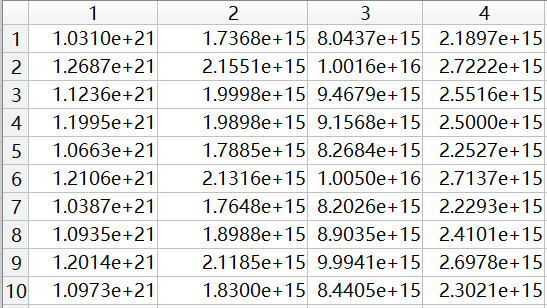 1 2 3 4
1 1.0310e+21 1.7368e+15 8.0437e+15 2.1897e+15
2 1.2687e+21 2.1551e+15 1.0016e+16 2.7222e+15
3 1.1236e+21 1.9998e+15 9.4679e+15 2.5516e+15
4 1.1995e+21 1.9898e+15 9.1568e+15 2.5000e+15
5 1.0663e+21 1.7885e+15 8.2684e+15 2.2527e+15
6 1.2106e+21 2.1316e+15 1.0050e+16 2.7137e+15
7 1.0387e+21 1.7648e+15 8.2026e+15 2.2293e+15
8 1.0935e+21 1.8988e+15 8.9035e+15 2.4101e+15
9 1.2014e+21 2.1185e+15 9.9941e+15 2.6978e+15
10 1.0973e+21 1.8300e+15 8.4405e+15 2.3021e+15